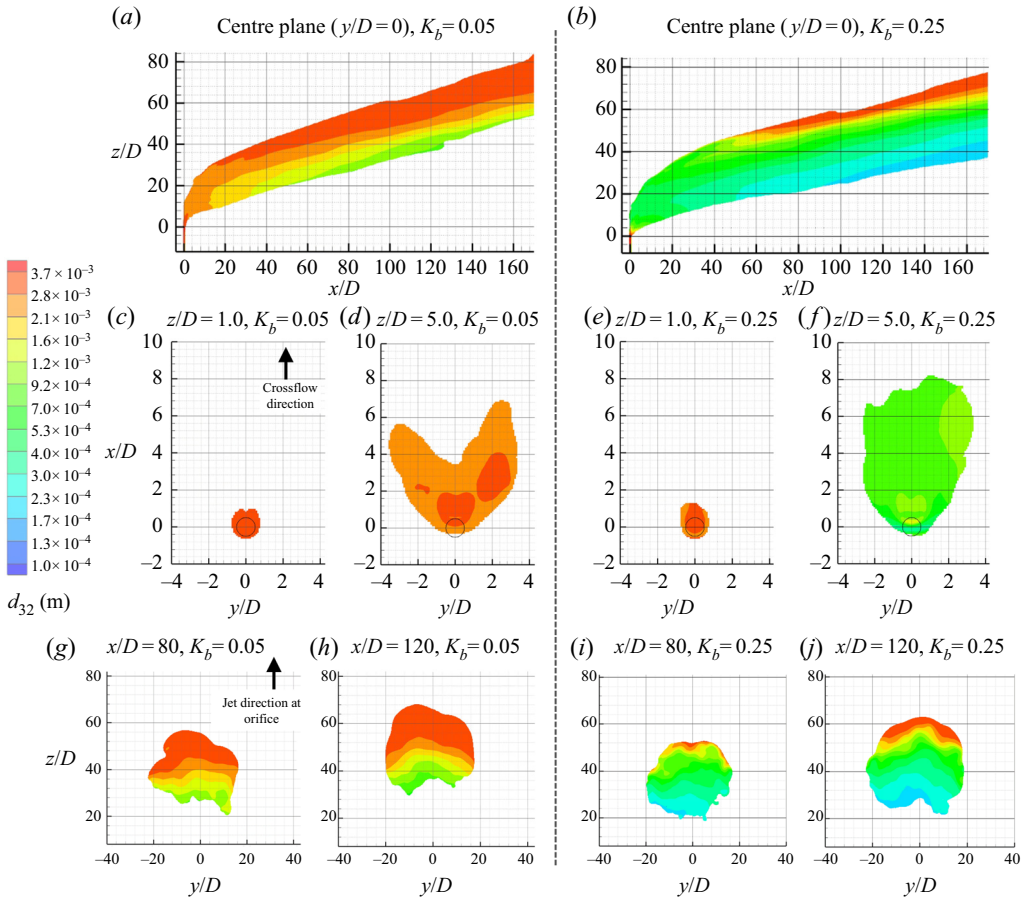 (a) Centre plane (y/D=0), K_b=0.05
(b) Centre plane (y/D=0), K_b=0.25
80
60
z/D 40
20
0
0 20 40 60 80 100 120 140 160
x/D
80
60
40
20
0
0 20 40 60 80 100 120 140 160
x/D
3.7 × 10⁻³
2.8 × 10⁻³
2.1 × 10⁻³
1.6 × 10⁻³
1.2 × 10⁻³
9.2 × 10⁻⁴
7.0 × 10⁻⁴
5.3 × 10⁻⁴
4.0 × 10⁻⁴
3.0 × 10⁻⁴
2.3 × 10⁻⁴
1.7 × 10⁻⁴
1.3 × 10⁻⁴
1.0 × 10⁻⁴
d₃₂ (m)
(c) z/D = 1.0, K_b = 0.05
10
8
6
x/D 4
2
0
−2
−4 −2 0 2 4
y/D
Crossflow
direction
(d) z/D = 5.0, K_b = 0.05
10
8
6
4
2
0
−2
−4 −2 0 2 4
y/D
(e) z/D = 1.0, K_b = 0.25
10
8
6
4
2
0
−2
−4 −2 0 2 4
y/D
(f) z/D = 5.0, K_b = 0.25
10
8
6
4
2
0
−2
−4 −2 0 2 4
y/D
(g) x/D = 80, K_b = 0.05
80
60
z/D
40
20
−40 −20 0 20 40
y/D
Jet direction at
orifice
(h) x/D = 120, K_b = 0.05
80
60
40
20
−40 −20 0 20 40
y/D
(i) x/D = 80, K_b = 0.25
80
60
40
20
−40 −20 0 20 40
y/D
(j) x/D = 120, K_b = 0.25
80
60
40
20
−40 −20 0 20 40
y/D